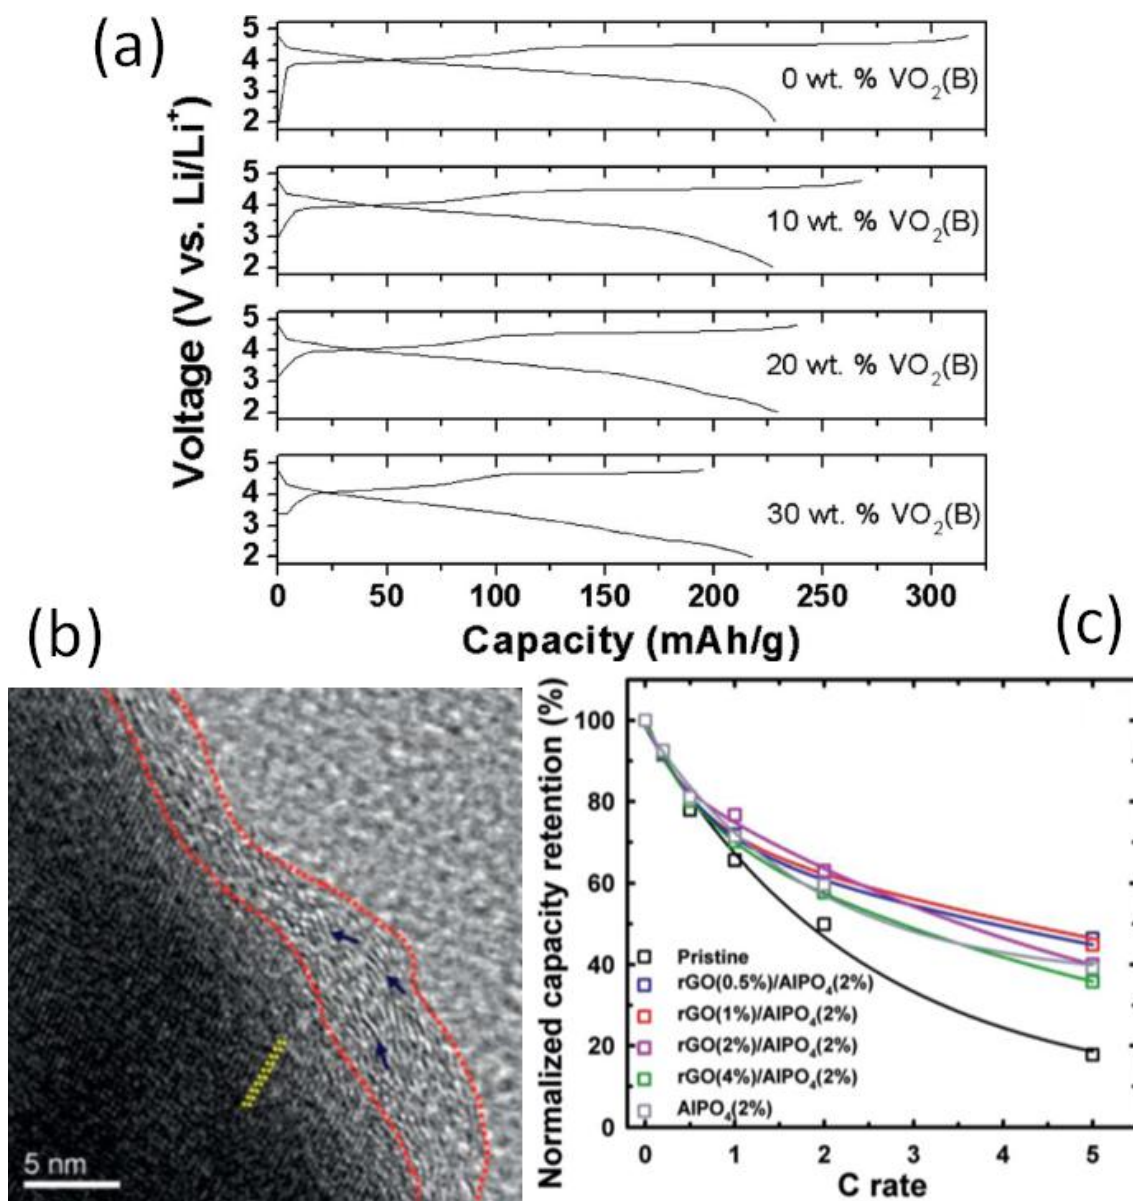 (a)
Voltage (V vs. Li/Li⁺)
5
4
3
2
0 wt. % VO₂(B)
5
4
3
2
10 wt. % VO₂(B)
5
4
3
2
20 wt. % VO₂(B)
5
4
3
2
30 wt. % VO₂(B)
0 50 100 150 200 250 300
Capacity (mAh/g)
(b)
5 nm
(c)
Normalized capacity retention (%)
100
80
60
40
20
0
Pristine
rGO(0.5%)/AlPO₄(2%)
rGO(1%)/AlPO₄(2%)
rGO(2%)/AlPO₄(2%)
rGO(4%)/AlPO₄(2%)
AlPO₄(2%)
0 1 2 3 4 5
C rate